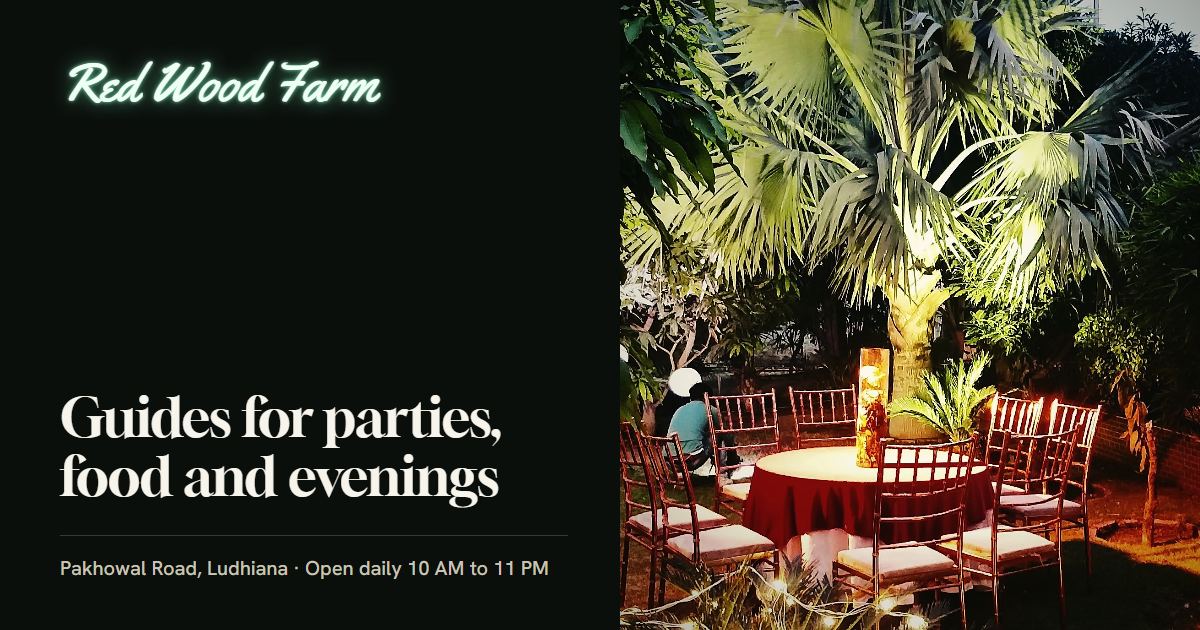 Red Wood Farm
Guides for parties,
food and evenings
Pakhowal Road, Ludhiana · Open daily 10 AM to 11 PM